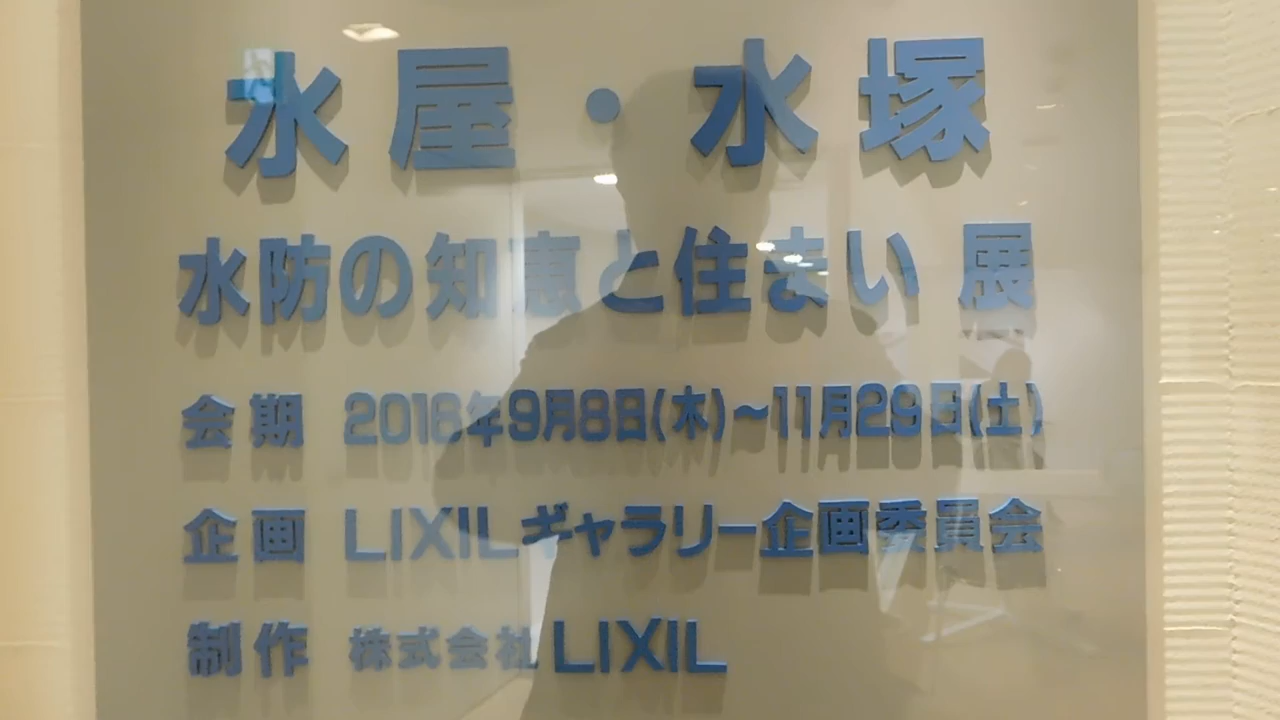 水屋・水塚
水防の知恵と住まい 展
会期 2016年9月8日(木)～11月26日(土)
企画 LIXILギャラリー企画委員会
制作 株式会社LIXIL